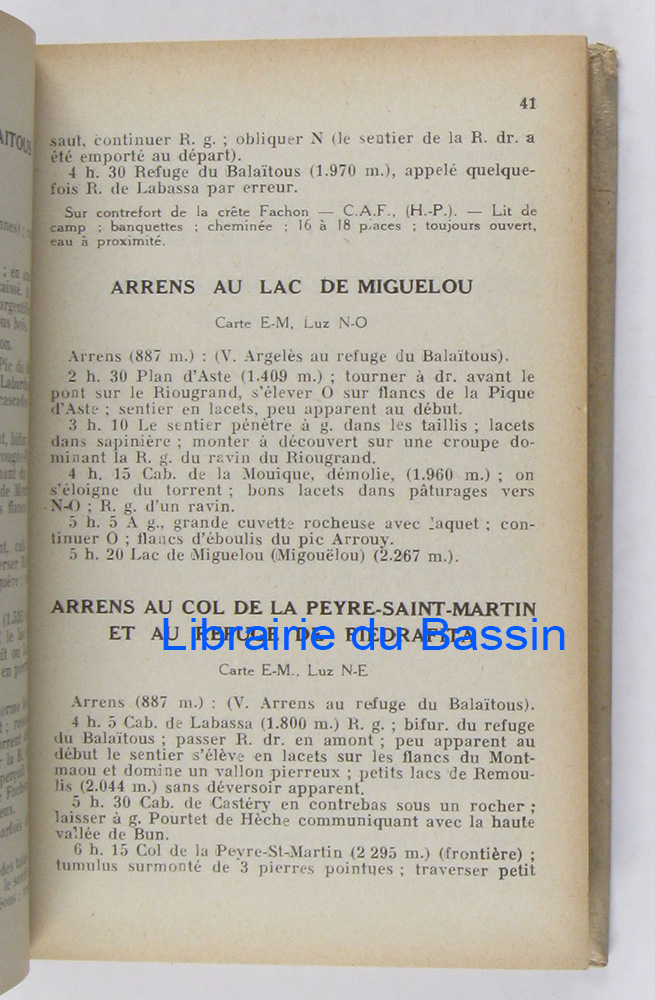 41
saut, continuer R. g. ; obliquer N (le sentier de la R. dr. a
été emporté au départ).
4 h. 30 Refuge du Balaïtous (1.970 m.), appelé quelque-
fois R. de Labassa par erreur.
Sur contrefort de la crête Fachon — C.A.F., (H.-P.). — Lit de
camp ; banquettes ; cheminée ; 16 à 18 places ; toujours ouvert,
eau à proximité.
ARRENS AU LAC DE MIGUELOU
Carte E-M, Luz N-O
Arrens (887 m.) : (V. Argelès au refuge du Balaïtous).
2 h. 30 Plan d'Aste (1.409 m.) ; tourner à dr. avant le
pont sur le Riougrand, s'élever O sur flancs de la Pique
d'Aste ; sentier en lacets, peu apparent au début.
3 h. 10 Le sentier pénètre à g. dans les taillis ; lacets
dans sapinière ; monter à découvert sur une croupe do-
minant la R. g. du ravin du Riougrand.
4 h. 15 Cab. de la Mouique, démolie, (1.960 m.) ; on
s'éloigne du torrent ; bons lacets dans pâturages vers
N-O ; R. g. d'un ravin.
5 h. 5 A g., grande cuvette rocheuse avec laquet ; con-
tinuer O ; flancs d'éboulis du pic Arrouy.
5 h. 20 Lac de Miguelou (Migouëlou) (2.267 m.).
ARRENS AU COL DE LA PEYRE-SAINT-MARTIN
ET AU REFUGE DE PIEDRAFITA
Librairie du Bassin
Carte E-M., Luz N-E
Arrens (887 m.) : (V. Arrens au refuge du Balaïtous).
4 h. 5 Cab. de Labassa (1.800 m.) R. g. ; bifur. du refuge
du Balaïtous ; passer R. dr. en amont ; peu apparent au
début le sentier s'élève en lacets sur les flancs du Mont-
maou et domine un vallon pierreux ; petits lacs de Remou-
lis (2.044 m.) sans déversoir apparent.
5 h. 30 Cab. de Castéry en contrebas sous un rocher ;
laisser à g. Pourtet de Hèche communiquant avec la haute
vallée de Bun.
6 h. 15 Col de la Peyre-St-Martin (2 295 m.) (frontière) ;
tumulus surmonté de 3 pierres pointues ; traverser petit